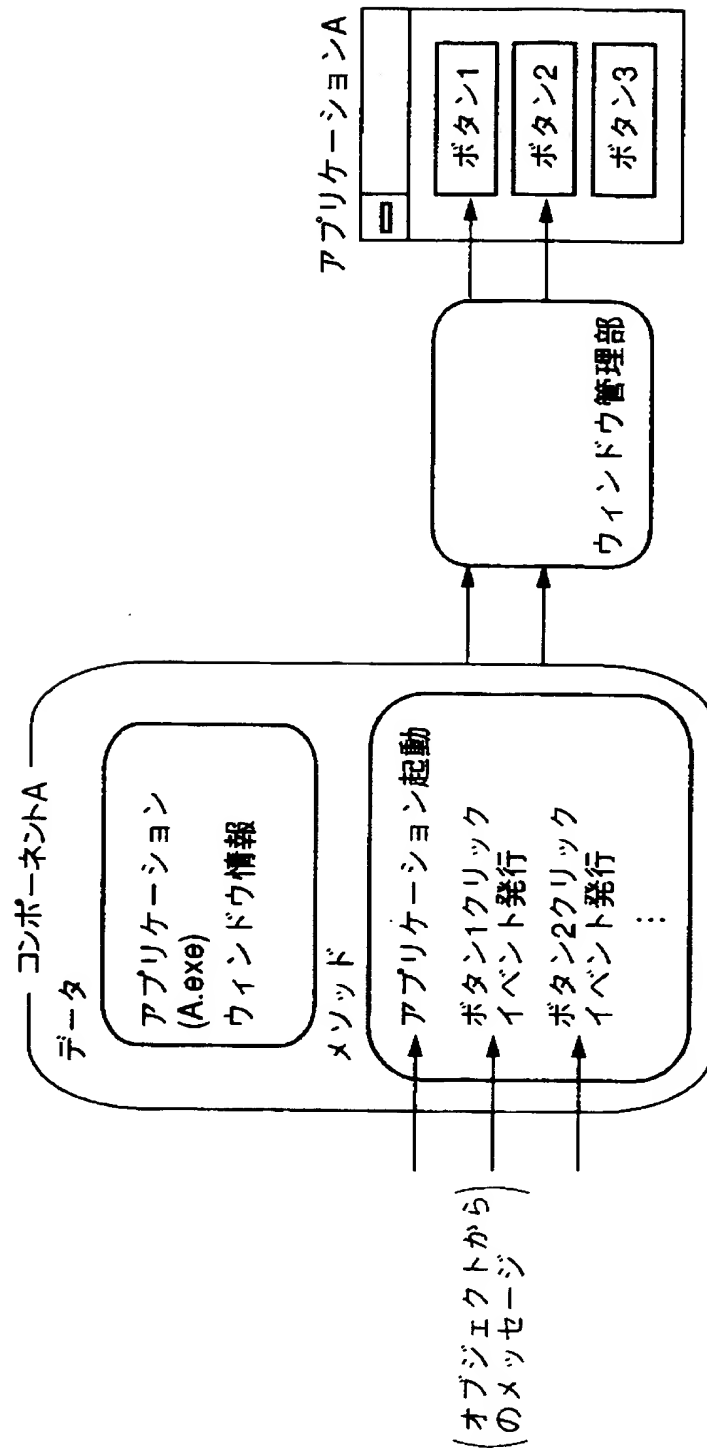 コンポーネントA
データ
アプリケーション
(A.exe)
ウィンドウ情報
メソッド
アプリケーション起動
ボタン1クリック
イベント発行
ボタン2クリック
イベント発行
⋮
(オブジェクトから
のメッセージ)
ウィンドウ管理部
アプリケーションA
ボタン1
ボタン2
ボタン3